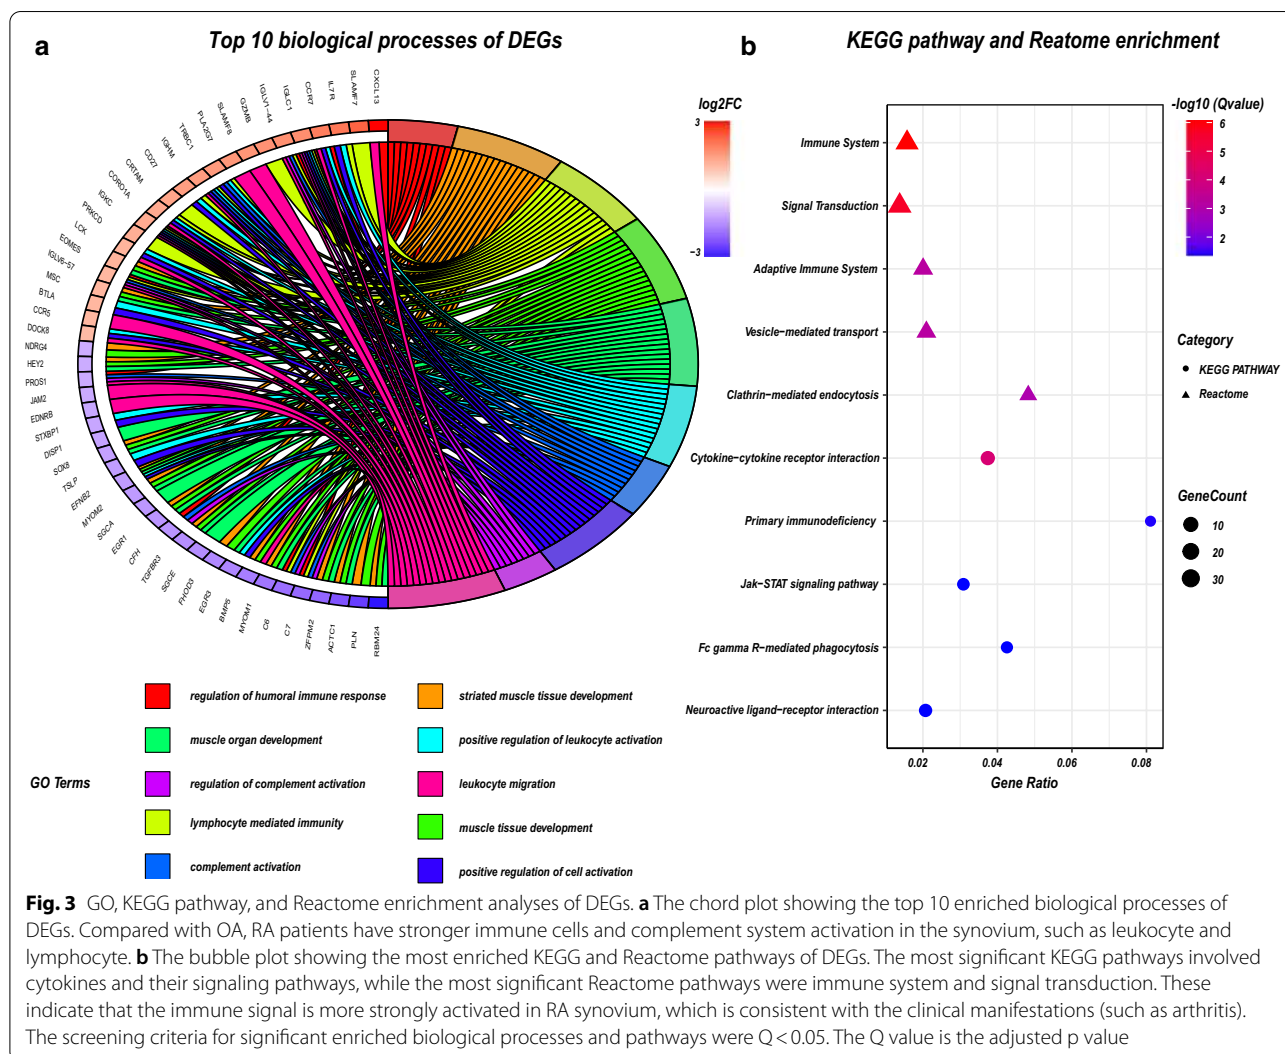 a
Top 10 biological processes of DEGs
CXCL13
SLAMF7
IL7R
CCR7
IGLC1
IGLV1-44
GZMB
SLAMF8
PLA2G7
TRBC1
IGHM
CD27
CRTAM
CORO1A
IGKC
PRKCD
LCK
EOMES
IGLV6-57
MSC
BTLA
CCR5
DOCK8
NDRG4
HEY2
PROS1
JAM2
EDNRB
STXBP1
DISP1
SOX8
TSLP
EFNB2
MYOM2
SGCA
EGR1
CFH
TGFBR3
SGCE
FHOD3
EGR3
BMP5
MYOM1
C6
C7
ZFPM2
ACTC1
PLN
RBM24
log2FC
3
-3
GO Terms
regulation of humoral immune response
striated muscle tissue development
muscle organ development
positive regulation of leukocyte activation
regulation of complement activation
leukocyte migration
lymphocyte mediated immunity
muscle tissue development
complement activation
positive regulation of cell activation
b
KEGG pathway and Reatome enrichment
Immune System
Signal Transduction
Adaptive Immune System
Vesicle-mediated transport
Clathrin-mediated endocytosis
Cytokine-cytokine receptor interaction
Primary immunodeficiency
Jak-STAT signaling pathway
Fc gamma R-mediated phagocytosis
Neuroactive ligand-receptor interaction
0.02 0.04 0.06 0.08
Gene Ratio
-log10 (Qvalue)
6
5
4
3
2
Category
KEGG PATHWAY
Reactome
GeneCount
10
20
30
Fig. 3 GO, KEGG pathway, and Reactome enrichment analyses of DEGs. a The chord plot showing the top 10 enriched biological processes of
DEGs. Compared with OA, RA patients have stronger immune cells and complement system activation in the synovium, such as leukocyte and
lymphocyte. b The bubble plot showing the most enriched KEGG and Reactome pathways of DEGs. The most significant KEGG pathways involved
cytokines and their signaling pathways, while the most significant Reactome pathways were immune system and signal transduction. These
indicate that the immune signal is more strongly activated in RA synovium, which is consistent with the clinical manifestations (such as arthritis).
The screening criteria for significant enriched biological processes and pathways were Q < 0.05. The Q value is the adjusted p value